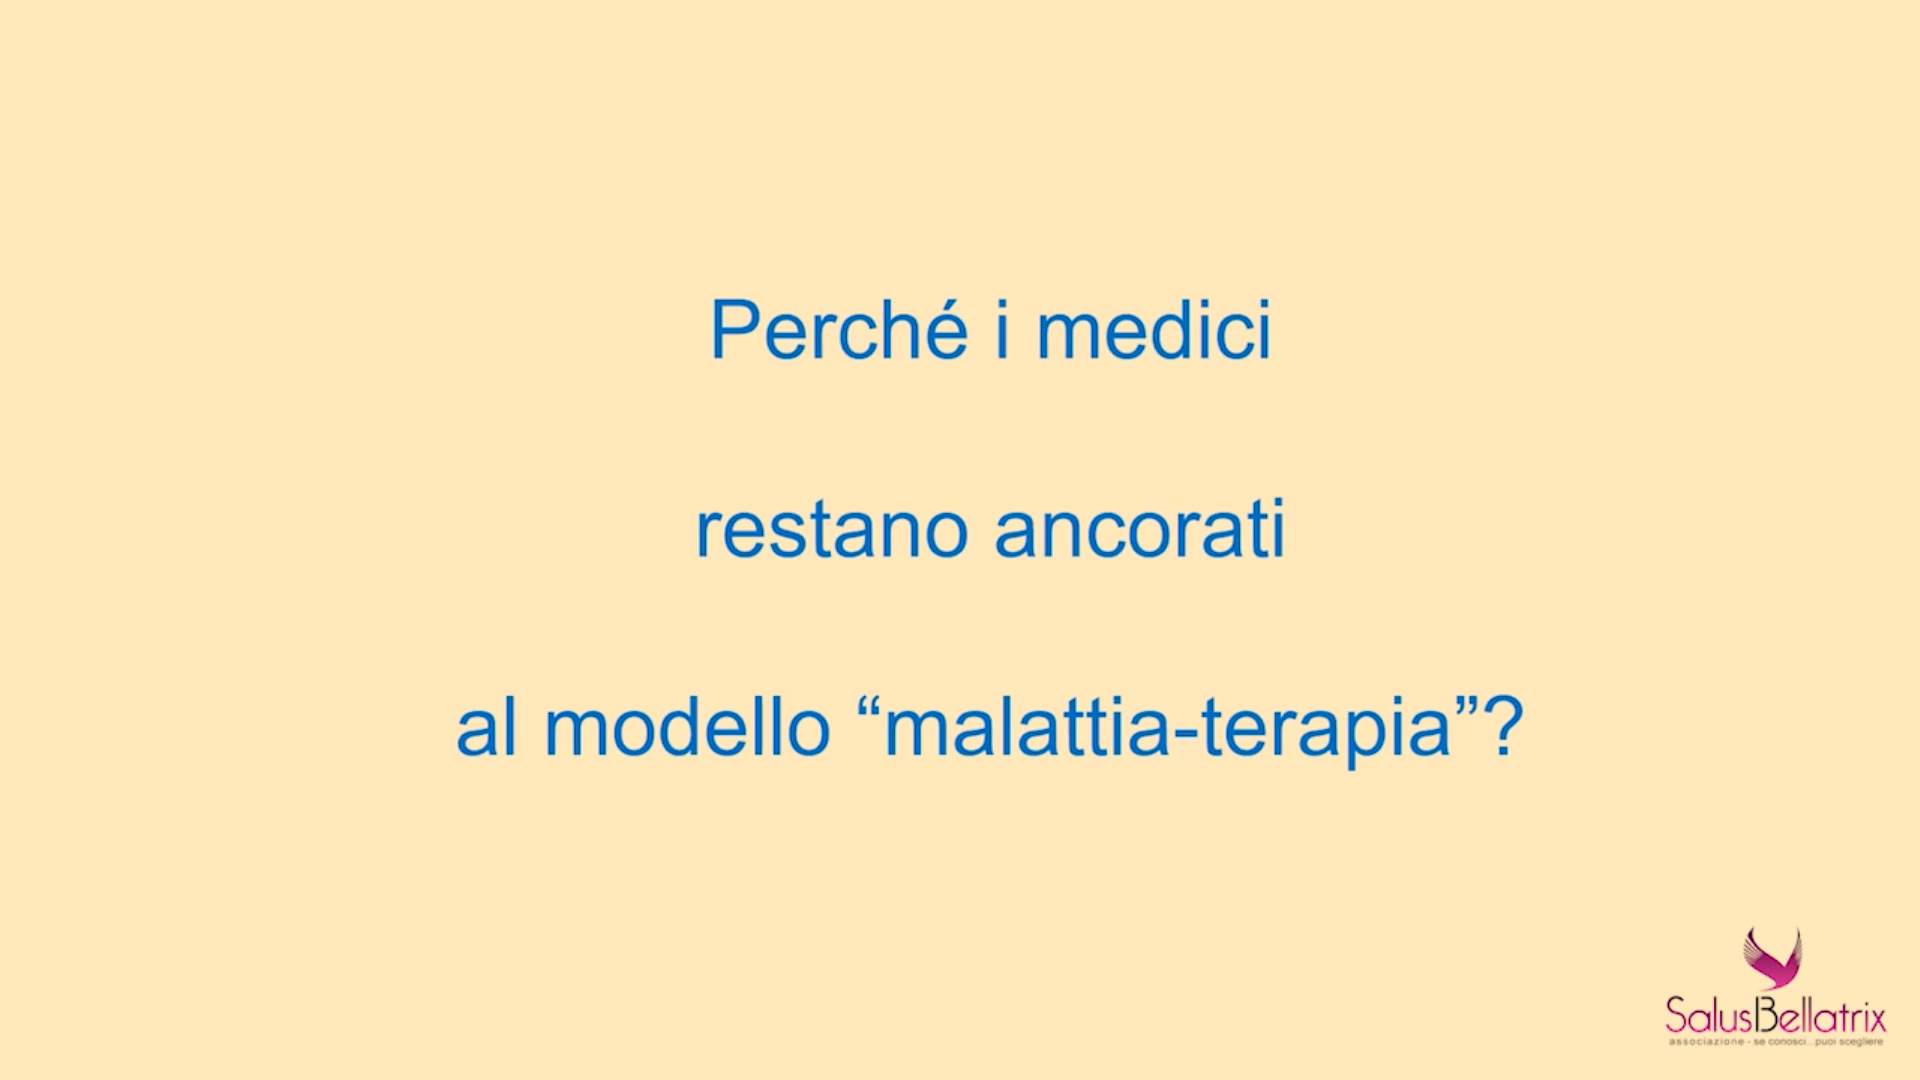 Perché i medici
restano ancorati
al modello “malattia-terapia”?
SalusBellatrix
associazione - se conosci...puoi scegliere